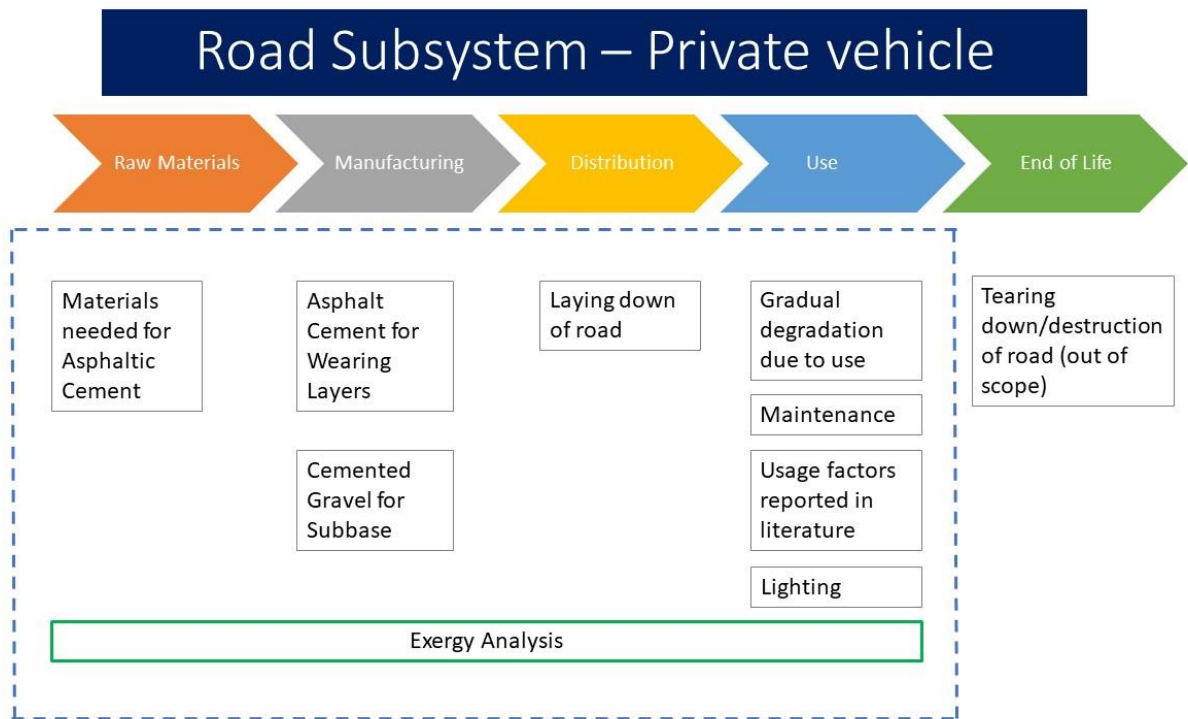 Road Subsystem – Private vehicle
Raw Materials
Manufacturing
Distribution
Use
End of Life
Materials
needed for
Asphaltic
Cement
Asphalt
Cement for
Wearing
Layers
Cemented
Gravel for
Subbase
Laying down
of road
Gradual
degradation
due to use
Maintenance
Usage factors
reported in
literature
Lighting
Tearing
down/destruction
of road (out of
scope)
Exergy Analysis